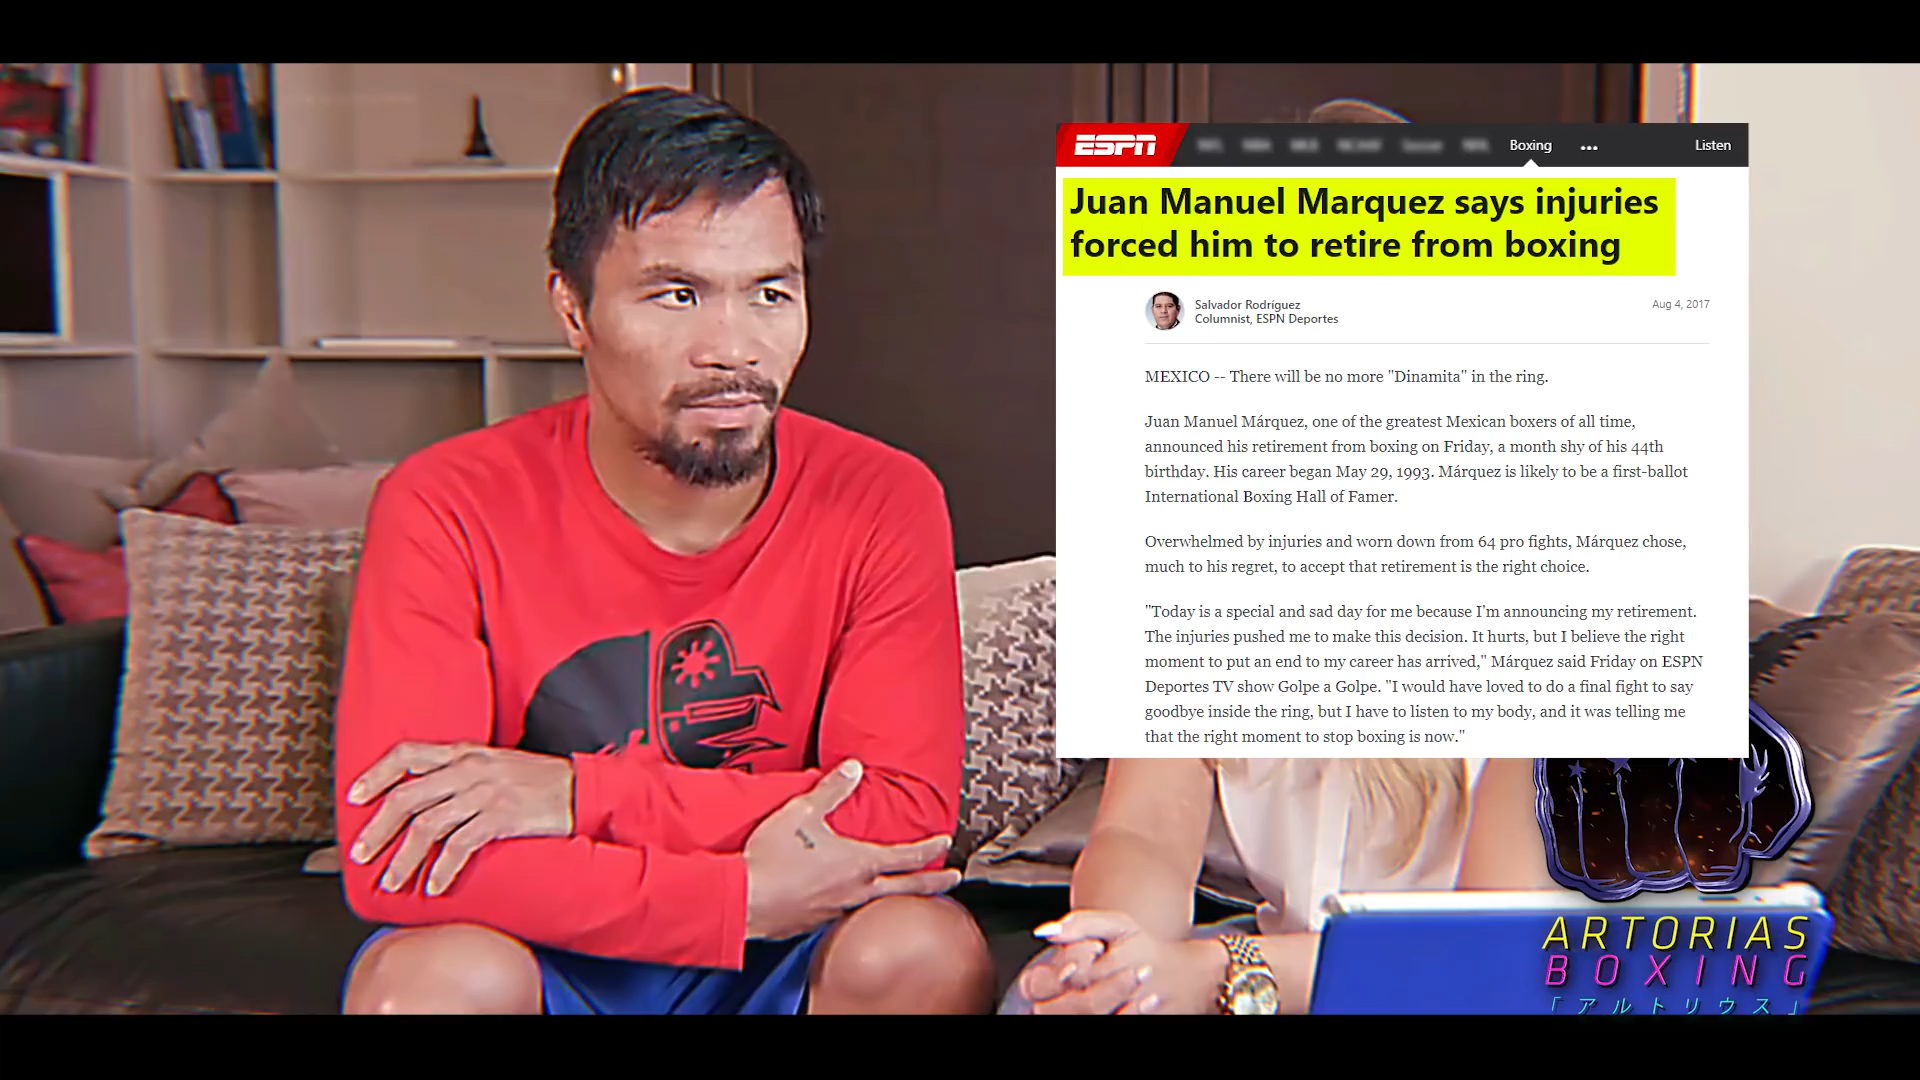 ESPN
Boxing
...
Listen
Juan Manuel Marquez says injuries
forced him to retire from boxing
Salvador Rodríguez
Columnist, ESPN Deportes
Aug 4, 2017
MEXICO -- There will be no more "Dinamita" in the ring.
Juan Manuel Márquez, one of the greatest Mexican boxers of all time,
announced his retirement from boxing on Friday, a month shy of his 44th
birthday. His career began May 29, 1993. Márquez is likely to be a first-ballot
International Boxing Hall of Famer.
Overwhelmed by injuries and worn down from 64 pro fights, Márquez chose,
much to his regret, to accept that retirement is the right choice.
"Today is a special and sad day for me because I'm announcing my retirement.
The injuries pushed me to make this decision. It hurts, but I believe the right
moment to put an end to my career has arrived," Márquez said Friday on ESPN
Deportes TV show Golpe a Golpe. "I would have loved to do a final fight to say
goodbye inside the ring, but I have to listen to my body, and it was telling me
that the right moment to stop boxing is now."
ARTORIAS
BOXING
「アルトリウス」